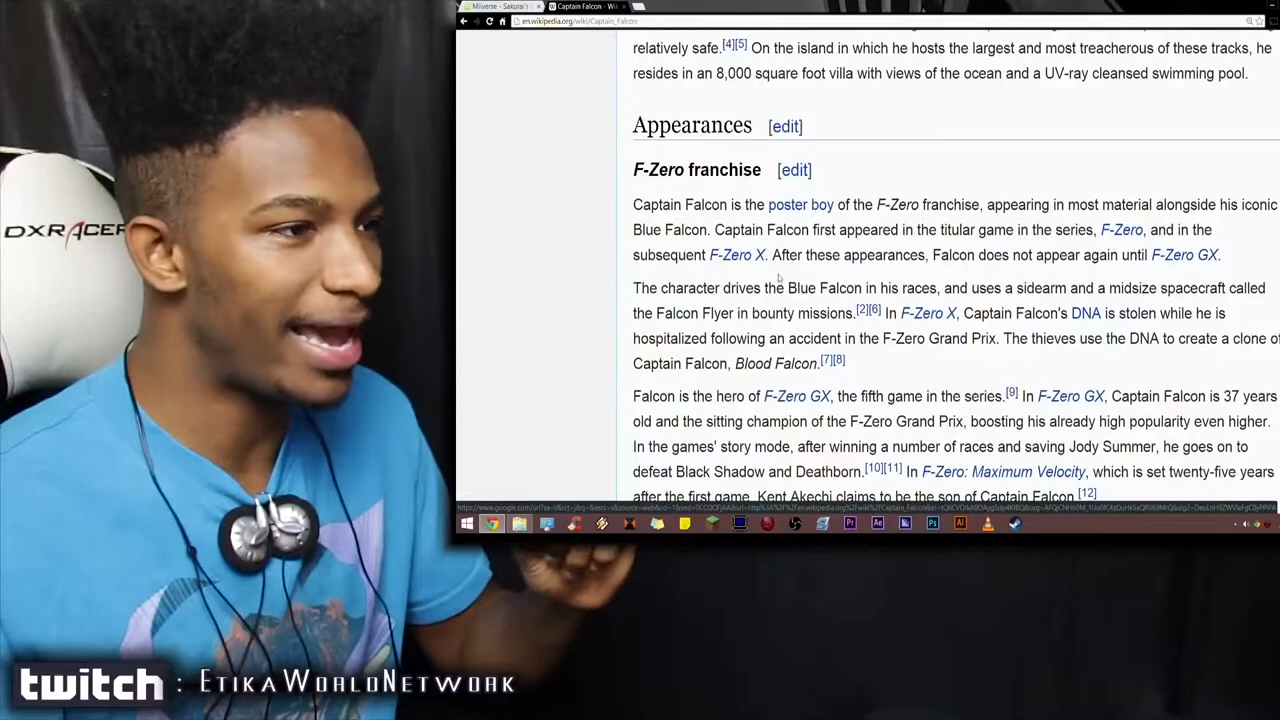 Miiverse - Sakurai's
Captain Falcon - Wi
en.wikipedia.org/wiki/Captain_Falcon
relatively safe.[4][5] On the island in which he hosts the largest and most treacherous of these tracks, he
resides in an 8,000 square foot villa with views of the ocean and a UV-ray cleansed swimming pool.
Appearances [edit]
F-Zero franchise [edit]
Captain Falcon is the poster boy of the F-Zero franchise, appearing in most material alongside his iconic
Blue Falcon. Captain Falcon first appeared in the titular game in the series, F-Zero, and in the
subsequent F-Zero X. After these appearances, Falcon does not appear again until F-Zero GX.
The character drives the Blue Falcon in his races, and uses a sidearm and a midsize spacecraft called
the Falcon Flyer in bounty missions.[2][6] In F-Zero X, Captain Falcon's DNA is stolen while he is
hospitalized following an accident in the F-Zero Grand Prix. The thieves use the DNA to create a clone of
Captain Falcon, Blood Falcon.[7][8]
Falcon is the hero of F-Zero GX, the fifth game in the series.[9] In F-Zero GX, Captain Falcon is 37 years
old and the sitting champion of the F-Zero Grand Prix, boosting his already high popularity even higher.
In the games' story mode, after winning a number of races and saving Jody Summer, he goes on to
defeat Black Shadow and Deathborn.[10][11] In F-Zero: Maximum Velocity, which is set twenty-five years
after the first game, Kent Akechi claims to be the son of Captain Falcon.[12]
DXRACER
twitch : EtikaWorldNetwork